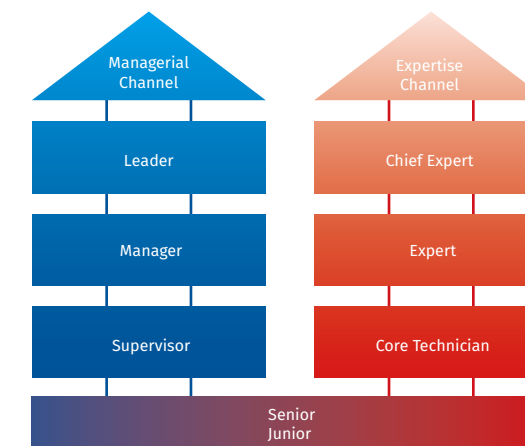 Managerial
Channel
Expertise
Channel
Leader
Chief Expert
Manager
Expert
Supervisor
Core Technician
Senior
Junior